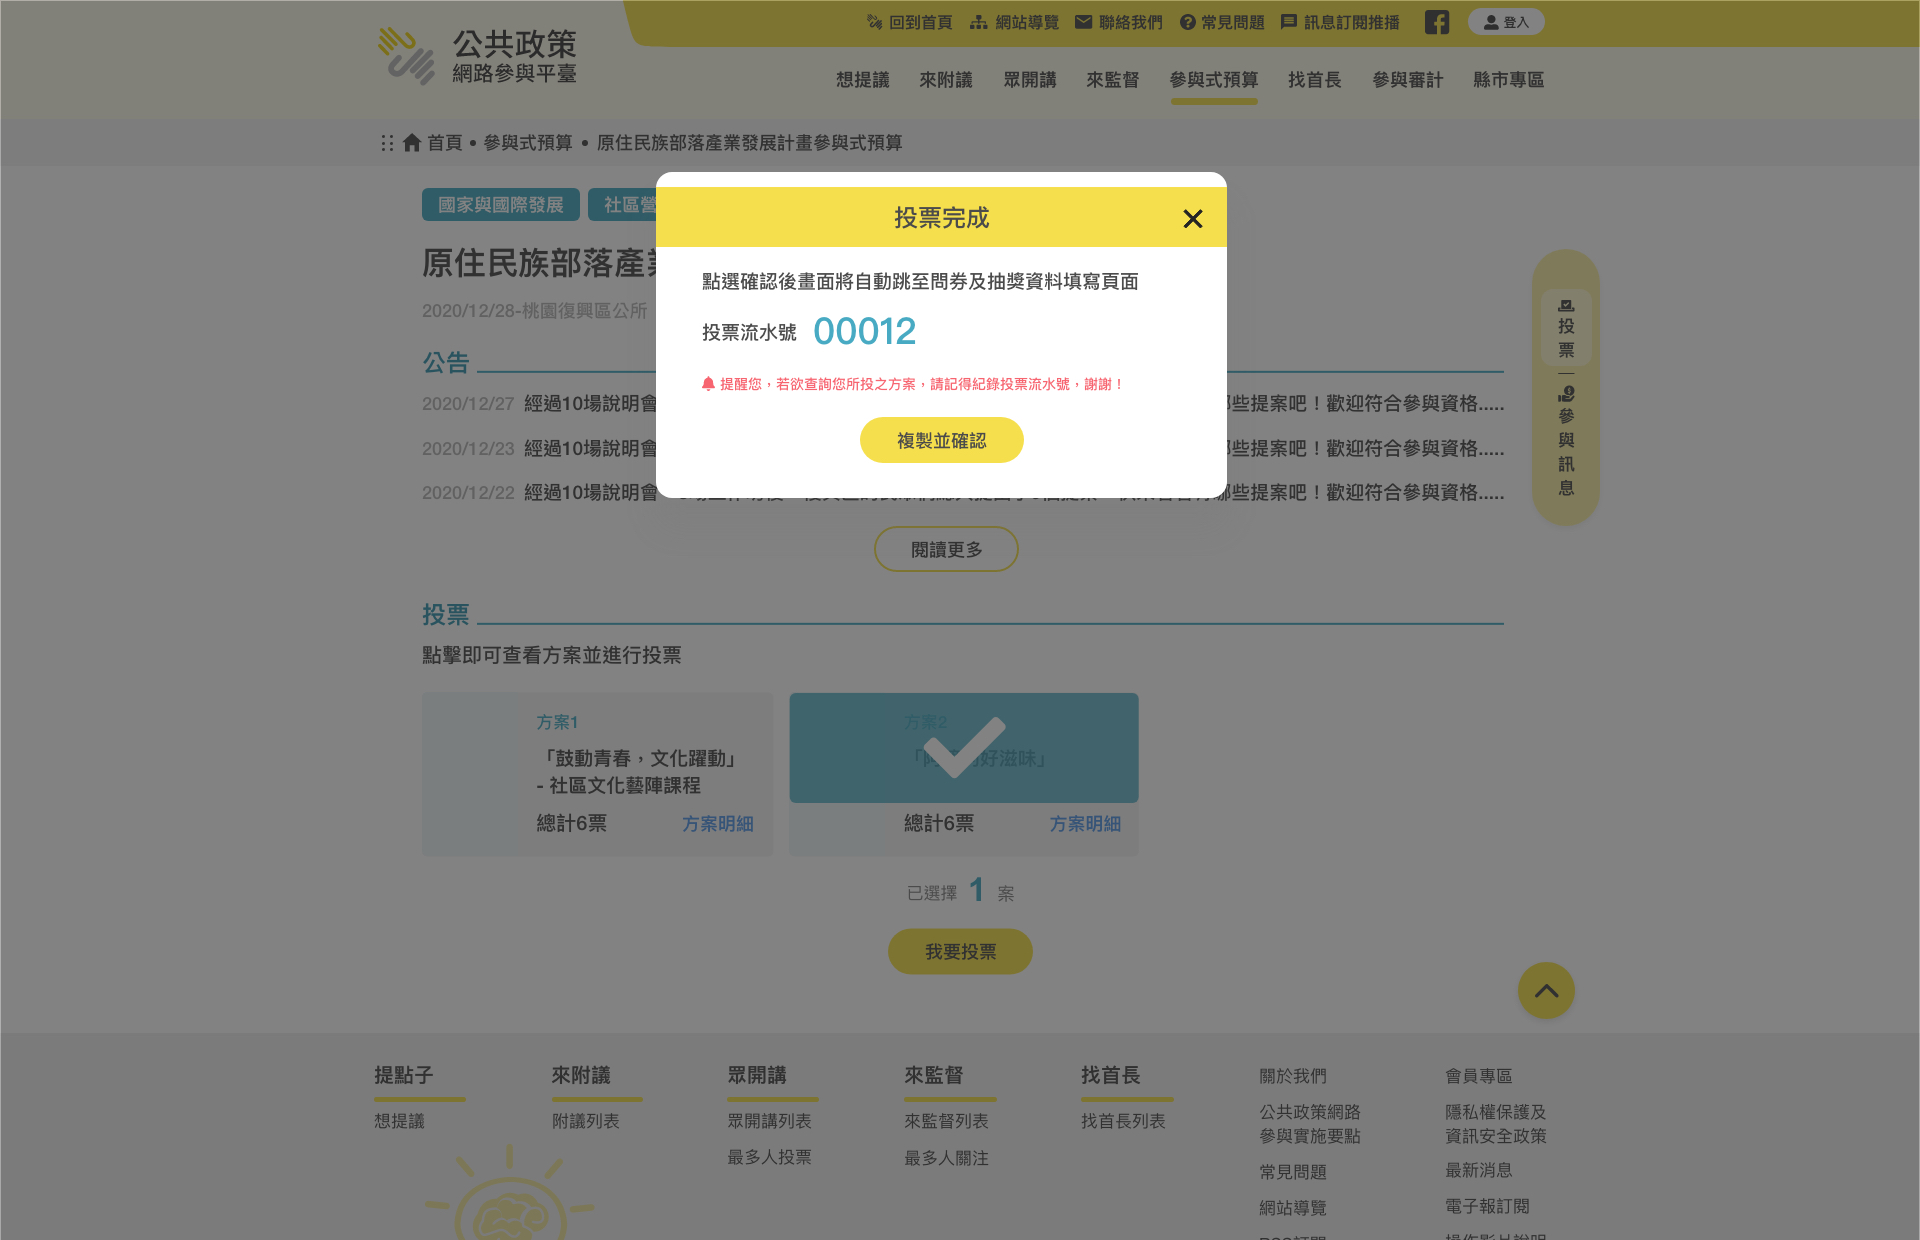 回到首頁 網站導覽 聯絡我們 常見問題 訊息訂閱推播 登入
公共政策
網路參與平臺
想提議 來附議 眾開講 來監督 參與式預算 找首長 參與審計 縣市專區
首頁 • 參與式預算 • 原住民族部落產業發展計畫參與式預算
國家與國際發展 社區營
原住民族部落產業
2020/12/28-桃園復興區公所
投票完成
點選確認後畫面將自動跳至問券及抽獎資料填寫頁面
投票流水號 00012
提醒您，若欲查詢您所投之方案，請記得紀錄投票流水號，謝謝！
複製並確認
投票
參與訊息
公告
2020/12/27 經過10場說明會 哪些提案吧！歡迎符合參與資格.....
2020/12/23 經過10場說明會 哪些提案吧！歡迎符合參與資格.....
2020/12/22 經過10場說明會 哪些提案吧！歡迎符合參與資格.....
閱讀更多
投票
點擊即可查看方案並進行投票
方案1
「鼓動青春，文化躍動」
- 社區文化藝陣課程
總計6票 方案明細
方案2
好滋味」
總計6票 方案明細
已選擇 1 案
我要投票
提點子 來附議 眾開講 來監督 找首長 關於我們 會員專區
想提議 附議列表 眾開講列表 來監督列表 找首長列表 公共政策網路 隱私權保護及
參與實施要點 資訊安全政策
最多人投票 最多人關注 常見問題 最新消息
網站導覽 電子報訂閱